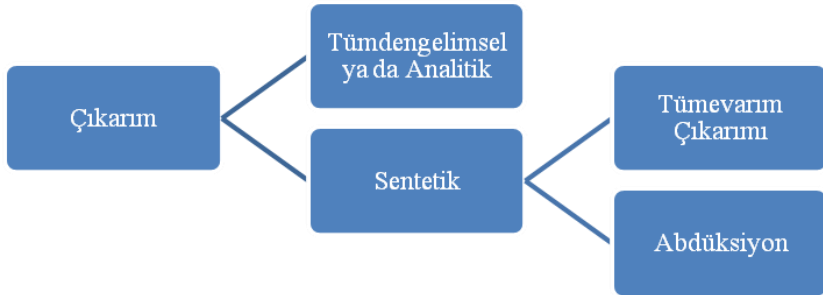 Çıkarım
Tümdengelimsel
ya da Analitik
Sentetik
Tümevarım
Çıkarımı
Abdüksiyon